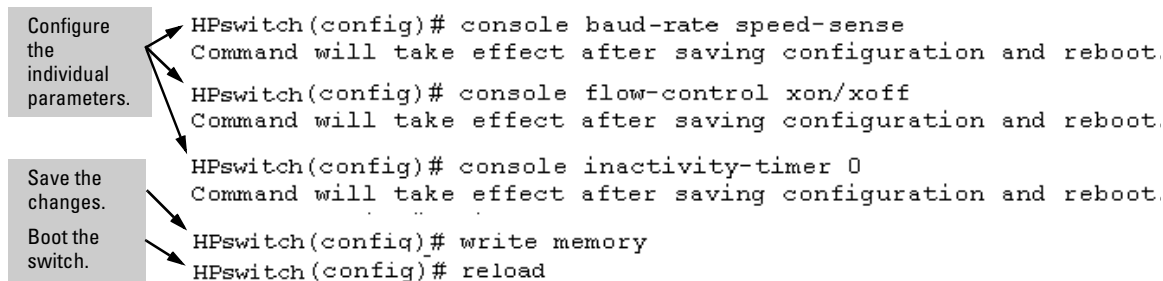 Configure
the
individual
parameters.
HPswitch(config)# console baud-rate speed-sense
Command will take effect after saving configuration and reboot.
HPswitch(config)# console flow-control xon/xoff
Command will take effect after saving configuration and reboot.
HPswitch(config)# console inactivity-timer 0
Command will take effect after saving configuration and reboot.
Save the
changes.
HPswitch(config)# write memory
Boot the
switch.
HPswitch(config)# reload